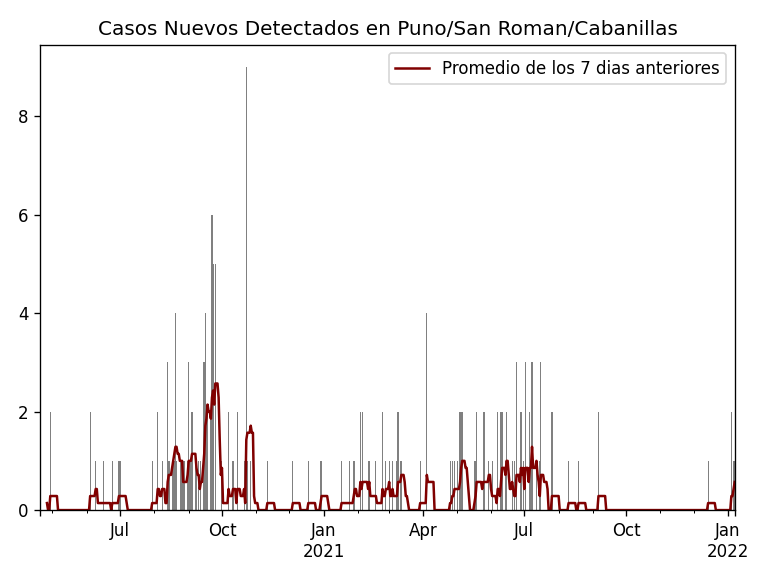 Casos Nuevos Detectados en Puno/San Roman/Cabanillas
Promedio de los 7 dias anteriores
8
6
4
2
0
Jul
Oct
Jan
2021
Apr
Jul
Oct
Jan
2022